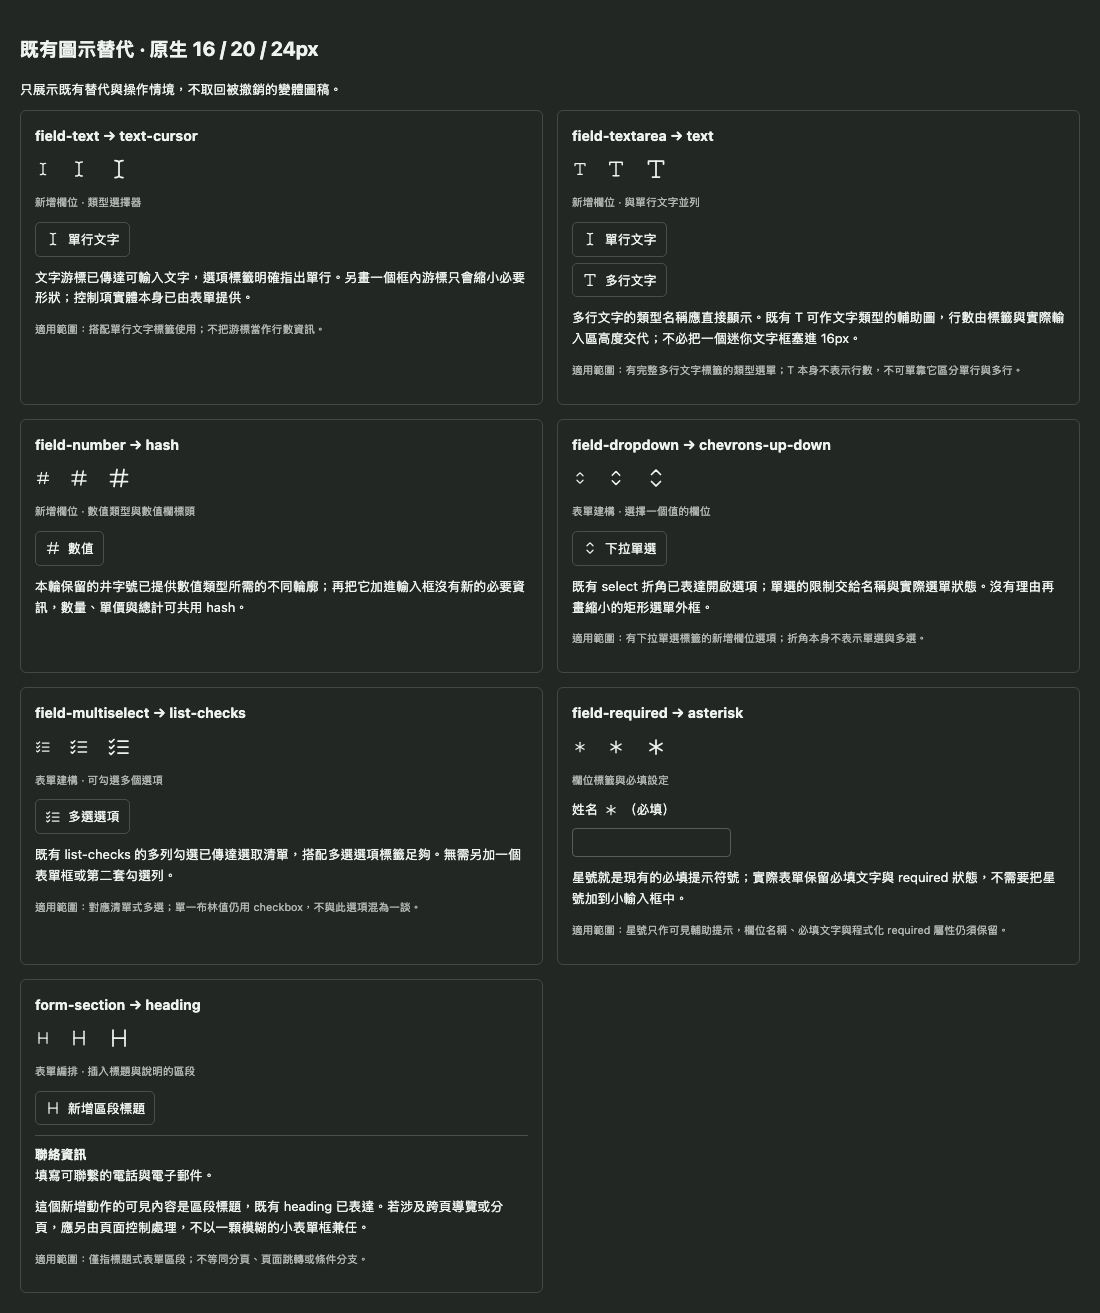 既有圖示替代 · 原生 16 / 20 / 24px
只展示既有替代與操作情境，不取回被撤銷的變體圖稿。
field-text → text-cursor
新增欄位 · 類型選擇器
單行文字
文字游標已傳達可輸入文字，選項標籤明確指出單行。另畫一個框內游標只會縮小必要
形狀；控制項實體本身已由表單提供。
適用範圍：搭配單行文字標籤使用；不把游標當作行數資訊。
field-textarea → text
新增欄位 · 與單行文字並列
單行文字
多行文字
多行文字的類型名稱應直接顯示。既有 T 可作文字類型的輔助圖，行數由標籤與實際輸
入區高度交代；不必把一個迷你文字框塞進 16px。
適用範圍：有完整多行文字標籤的類型選單；T 本身不表示行數，不可單靠它區分單行與多行。
field-number → hash
新增欄位 · 數值類型與數值欄標頭
數值
本輪保留的井字號已提供數值類型所需的不同輪廓；再把它加進輸入框沒有新的必要資
訊，數量、單價與總計可共用 hash。
field-dropdown → chevrons-up-down
表單建構 · 選擇一個值的欄位
下拉單選
既有 select 折角已表達開啟選項；單選的限制交給名稱與實際選單狀態。沒有理由再
畫縮小的矩形選單外框。
適用範圍：有下拉單選標籤的新增欄位選項；折角本身不表示單選與多選。
field-multiselect → list-checks
表單建構 · 可勾選多個選項
多選選項
既有 list-checks 的多列勾選已傳達選取清單，搭配多選選項標籤足夠。無需另加一個
表單框或第二套勾選列。
適用範圍：對應清單式多選；單一布林值仍用 checkbox，不與此選項混為一談。
field-required → asterisk
欄位標籤與必填設定
姓名 * （必填）
星號就是現有的必填提示符號；實際表單保留必填文字與 required 狀態，不需要把星
號加到小輸入框中。
適用範圍：星號只作可見輔助提示，欄位名稱、必填文字與程式化 required 屬性仍須保留。
form-section → heading
表單編排 · 插入標題與說明的區段
新增區段標題
聯絡資訊
填寫可聯繫的電話與電子郵件。
這個新增動作的可見內容是區段標題，既有 heading 已表達。若涉及跨頁導覽或分
頁，應另由頁面控制處理，不以一顆模糊的小表單框兼任。
適用範圍：僅指標題式表單區段；不等同分頁、頁面跳轉或條件分支。